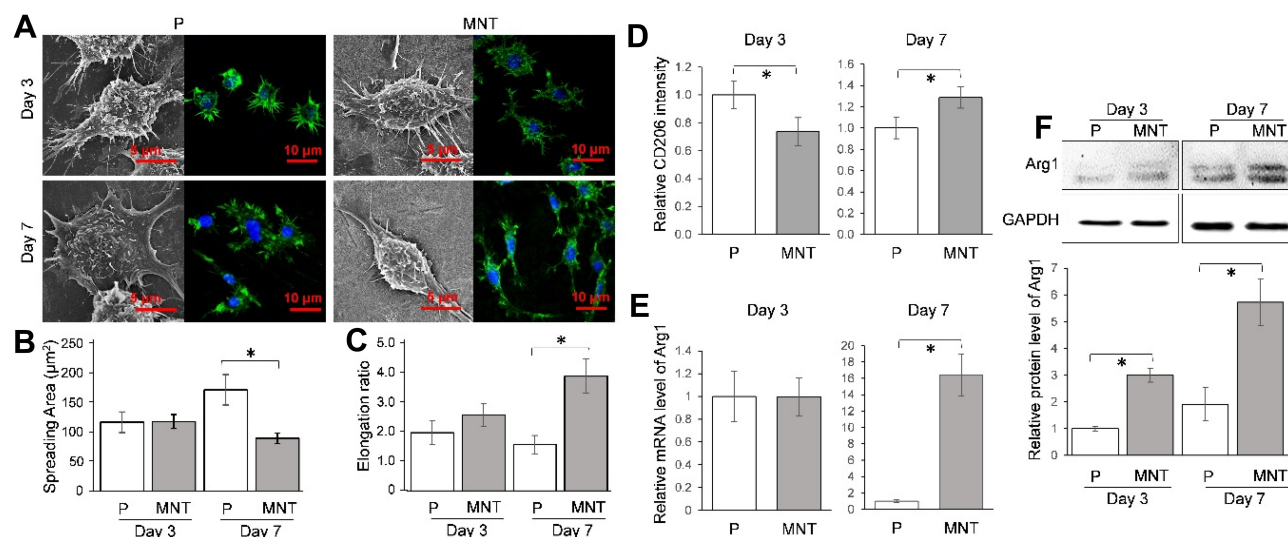 A
P
MNT
Day 3
5 µm
10 µm
5 µm
10 µm
Day 7
5 µm
10 µm
5 µm
10 µm
B
Spreading Area (µm²)
250
200
150
100
50
0
*
P MNT P MNT
Day 3 Day 7
C
Elongation ratio
5.0
4.0
3.0
2.0
1.0
0.0
*
P MNT P MNT
Day 3 Day 7
D
Day 3
Relative CD206 intensity
1.2
1.0
0.8
0.6
0.4
0.2
0.0
*
P MNT
Day 7
1.6
1.4
1.2
1.0
0.8
0.6
0.4
0.2
0.0
*
P MNT
E
Day 3
Relative mRNA level of Arg1
1.4
1.2
1
0.8
0.6
0.4
0.2
0
P MNT
Day 7
20
18
16
14
12
10
8
6
4
2
0
*
P MNT
F
Day 3 Day 7
P MNT P MNT
Arg1
GAPDH
Relative protein level of Arg1
7
6
5
4
3
2
1
0
*
*
P MNT P MNT
Day 3 Day 7